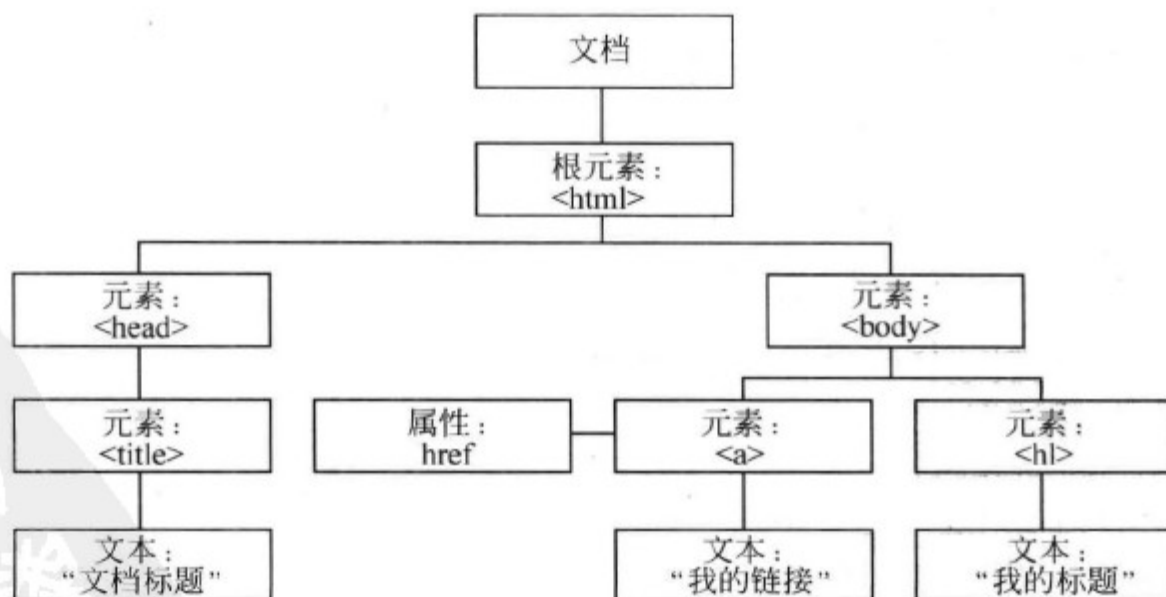 文档
根元素：
<html>
元素：
<head>
元素：
<body>
元素：
<title>
属性：
href
元素：
<a>
元素：
<hl>
文本：
“文档标题”
文本：
“我的链接”
文本：
“我的标题”